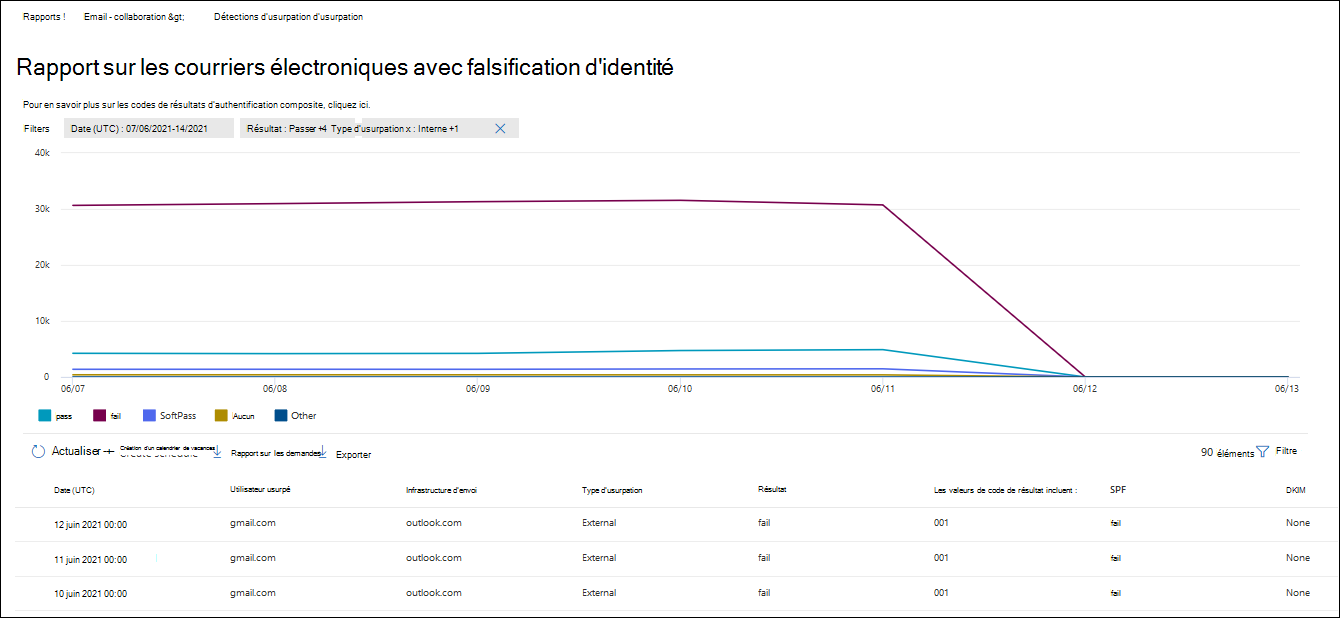 Rapports ! Email - collaboration &gt; Détections d'usurpation d'usurpation
Rapport sur les courriers électroniques avec falsification d'identité
Pour en savoir plus sur les codes de résultats d'authentification composite, cliquez ici.
Filters Date (UTC) : 07/06/2021-14/2021 Résultat : Passer +4 Type d'usurpation x : Interne +1
40k
30k
20k
10k
0
06/07 06/08 06/09 06/10 06/11 06/12 06/13
pass fail SoftPass Aucun Other
Actualiser Création d'un calendrier de vacances Rapport sur les demandes Exporter 90 éléments Filtre
Date (UTC) Utilisateur usurpé Infrastructure d'envoi Type d'usurpation Résultat Les valeurs de code de résultat incluent : SPF DKIM
12 juin 2021 00:00 gmail.com outlook.com External fail 001 fail None
11 juin 2021 00:00 gmail.com outlook.com External fail 001 fail None
10 juin 2021 00:00 gmail.com outlook.com External fail 001 fail None